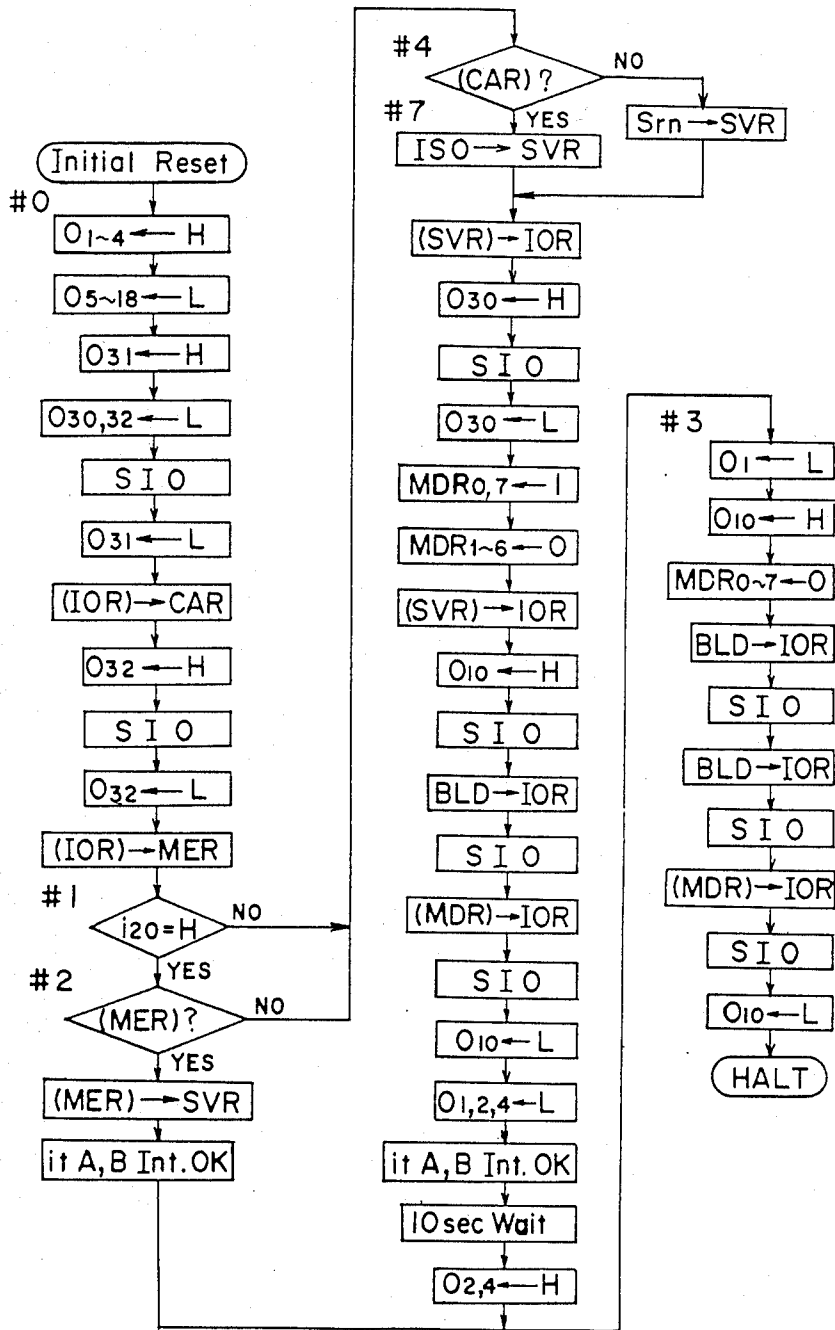 Initial Reset
#0
O1~4 ← H
O5~18 ← L
O31 ← H
O30,32 ← L
SIO
O31 ← L
(IOR) → CAR
O32 ← H
SIO
O32 ← L
(IOR) → MER
#1
i20=H
NO
YES
#2
(MER)?
NO
YES
(MER) → SVR
it A, B Int. OK
#4
(CAR)?
NO
YES
Srn → SVR
#7
ISO → SVR
(SVR) → IOR
O30 ← H
SIO
O30 ← L
MDR0,7 ← I
MDR1~6 ← O
(SVR) → IOR
O10 ← H
SIO
BLD → IOR
SIO
(MDR) → IOR
SIO
O10 ← L
O1,2,4 ← L
it A, B Int. OK
10sec Wait
O2,4 ← H
#3
O1 ← L
O10 ← H
MDR0~7 ← O
BLD → IOR
SIO
BLD → IOR
SIO
(MDR) → IOR
SIO
O10 ← L
HALT